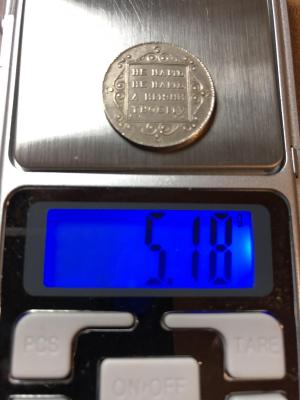 НЕ НАМЪ
НЕ НАМЪ
А ИМЯНИ
ТВОЕМУ
5.18
PCS
TARE
ON/OFF